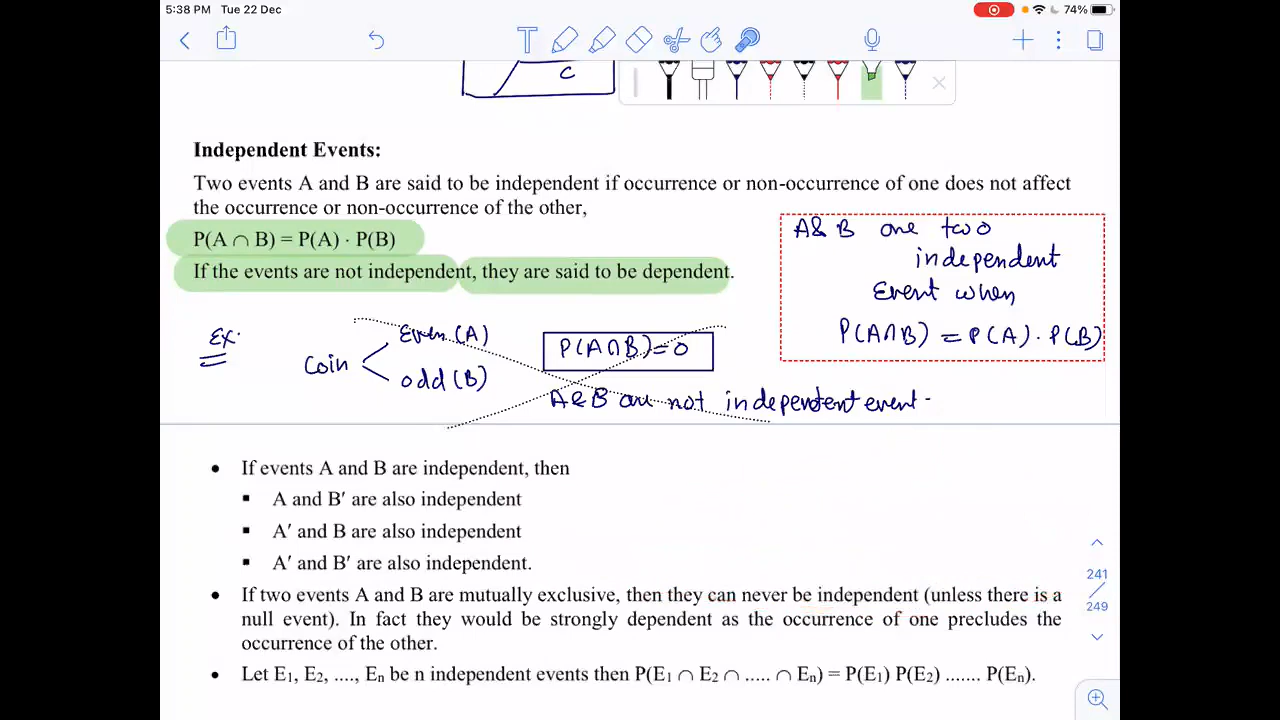 5:38 PM Tue 22 Dec
74%
C
Independent Events:
Two events A and B are said to be independent if occurrence or non-occurrence of one does not affect
the occurrence or non-occurrence of the other,
P(A ∩ B) = P(A) · P(B)
If the events are not independent, they are said to be dependent.
A&B are two
independent
Event when
P(A∩B) = P(A) · P(B)
Ex:
Coin
Even (A)
odd (B)
P(A∩B) = 0
A&B are not independent event.
• If events A and B are independent, then
▪ A and B′ are also independent
▪ A′ and B are also independent
▪ A′ and B′ are also independent.
• If two events A and B are mutually exclusive, then they can never be independent (unless there is a
null event). In fact they would be strongly dependent as the occurrence of one precludes the
occurrence of the other.
• Let E₁, E₂, ...., Eₙ be n independent events then P(E₁ ∩ E₂ ∩ ..... ∩ Eₙ) = P(E₁) P(E₂) ....... P(Eₙ).
241
249